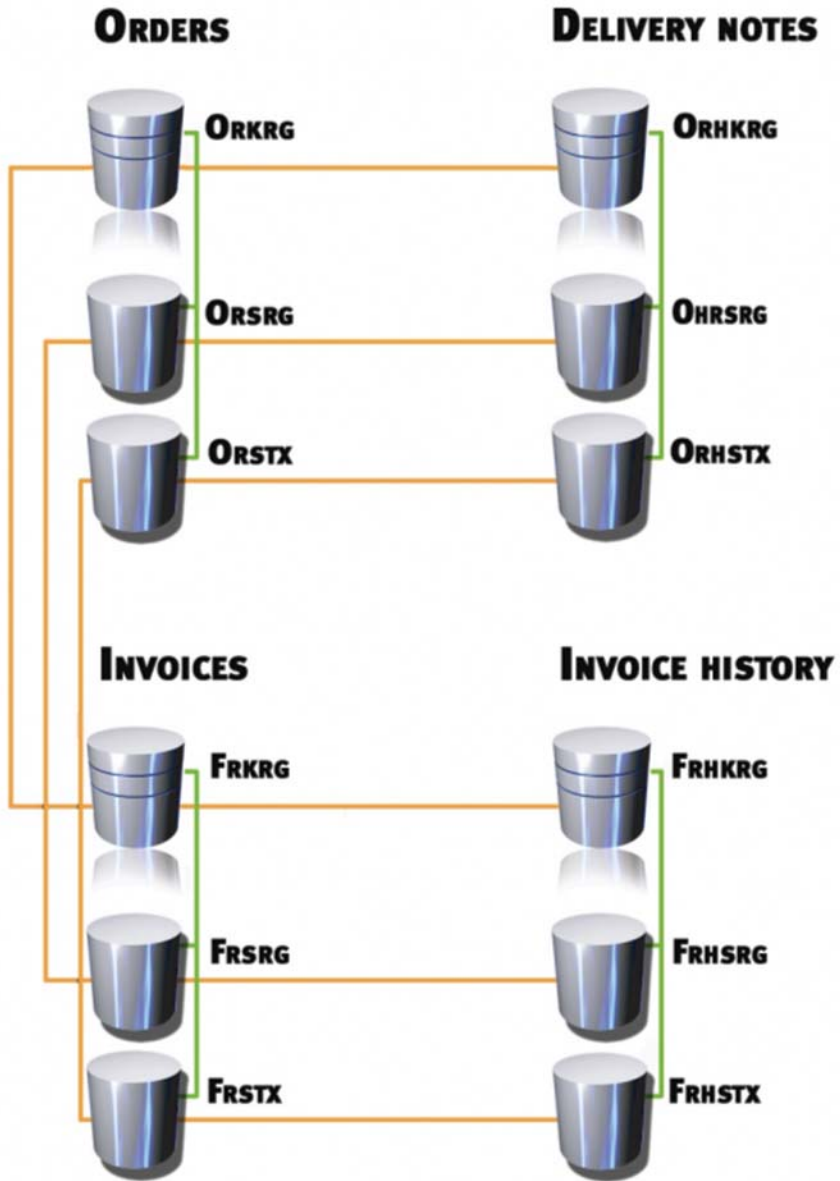 ORDERS
DELIVERY NOTES
ORKRG
ORHKRG
ORSRG
OHRSRG
ORSTX
ORHSTX
INVOICES
INVOICE HISTORY
FRKRG
FRHKRG
FRSRG
FRHSRG
FRSTX
FRHSTX